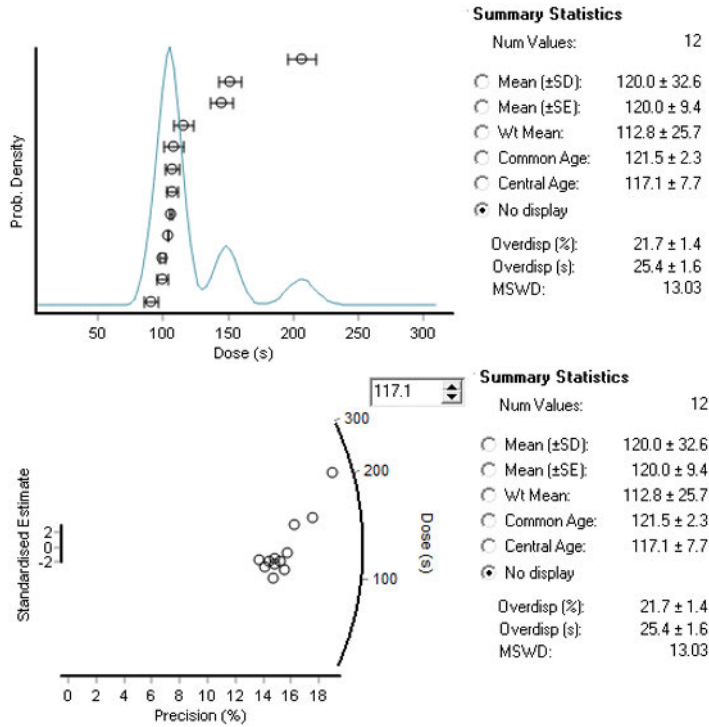 Summary Statistics
Num Values: 12
Mean (±SD): 120.0 ± 32.6
Mean (±SE): 120.0 ± 9.4
Wt Mean: 112.8 ± 25.7
Common Age: 121.5 ± 2.3
Central Age: 117.1 ± 7.7
No display
Overdisp (%): 21.7 ± 1.4
Overdisp (s): 25.4 ± 1.6
MSWD: 13.03
Prob. Density
50 100 150 200 250 300
Dose (s)
117.1
Summary Statistics
Num Values: 12
Mean (±SD): 120.0 ± 32.6
Mean (±SE): 120.0 ± 9.4
Wt Mean: 112.8 ± 25.7
Common Age: 121.5 ± 2.3
Central Age: 117.1 ± 7.7
No display
Overdisp (%): 21.7 ± 1.4
Overdisp (s): 25.4 ± 1.6
MSWD: 13.03
300
200
100
Dose (s)
Standardised Estimate
2
0
-2
0 2 4 6 8 10 12 14 16 18
Precision (%)